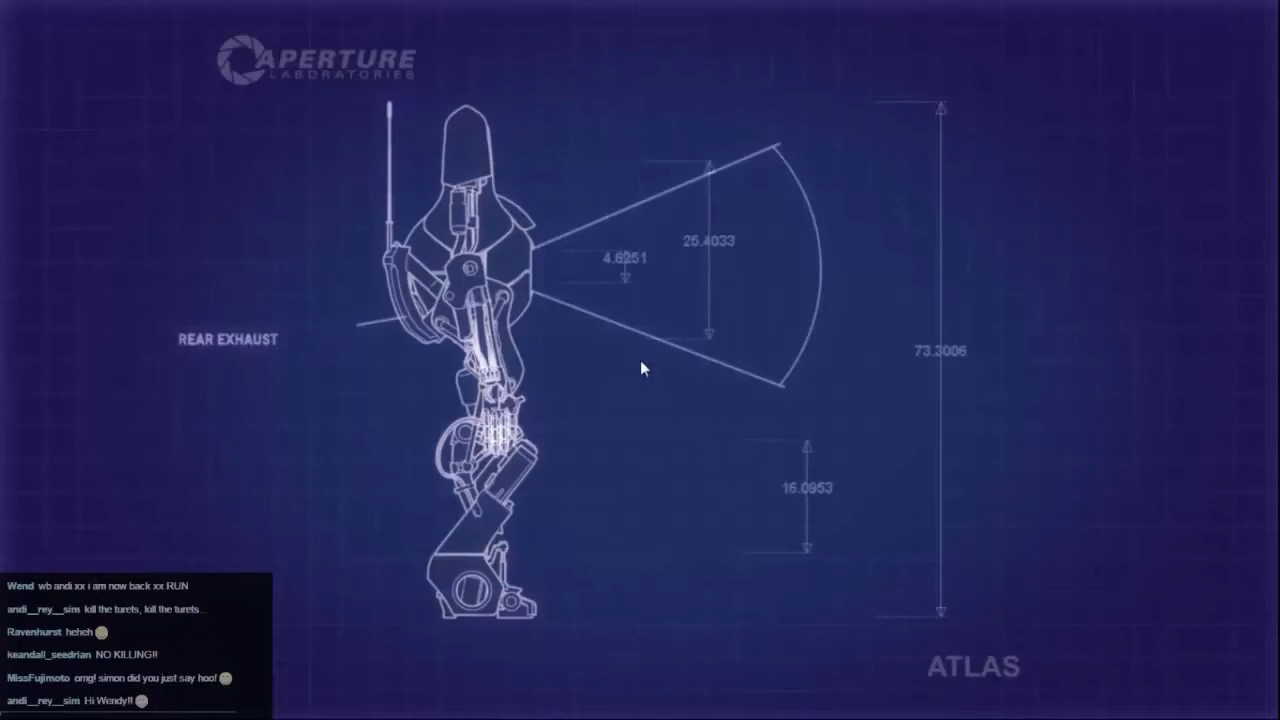 APERTURE
LABORATORIES
25.4033
4.6251
REAR EXHAUST
73.3006
16.0953
ATLAS
Wend wb andi xx i am now back xx RUN
andi__rey__sim kill the turets, kill the turets...
Ravenhurst heheh
keandall_seedrian NO KILLING!!
MissFujimoto omg! simon did you just say hoof
andi__rey__sim Hi Wendy!!